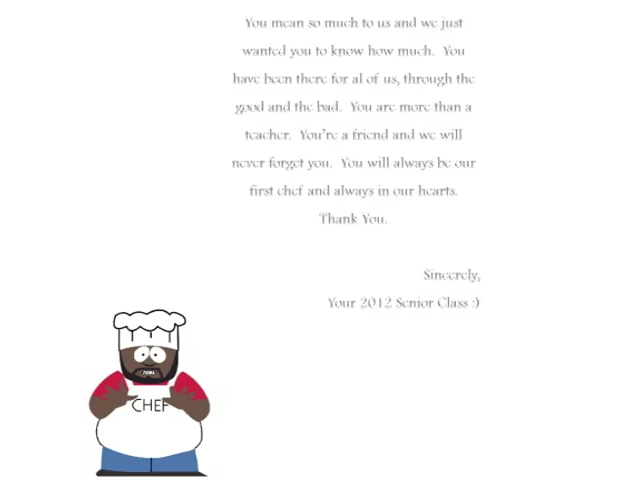 You mean so much to us and we just
wanted you to know how much. You
have been there for al of us, through the
good and the bad. You are more than a
teacher. You're a friend and we will
never forget you. You will always be our
first chef and always in our hearts.
Thank You.
Sincerely,
Your 2012 Senior Class :)
CHEF